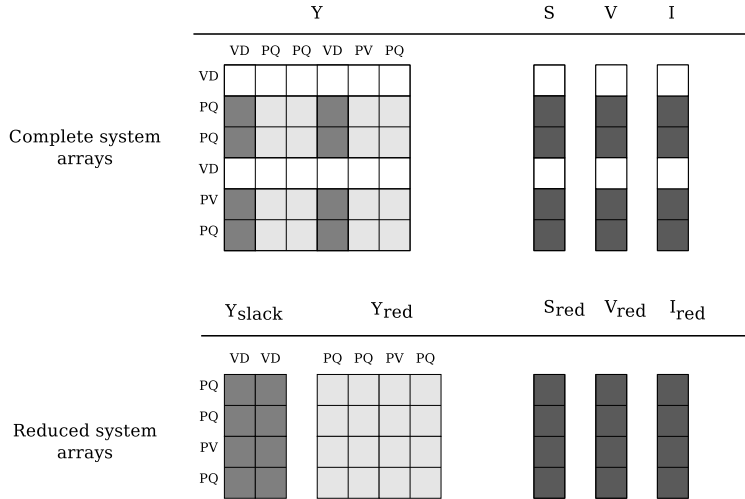 Y S V I
VD PQ PQ VD PV PQ
VD
PQ
PQ
VD
PV
PQ
Complete system
arrays
Yslack Yred Sred Vred Ired
VD VD PQ PQ PV PQ
PQ
PQ
PV
PQ
Reduced system
arrays